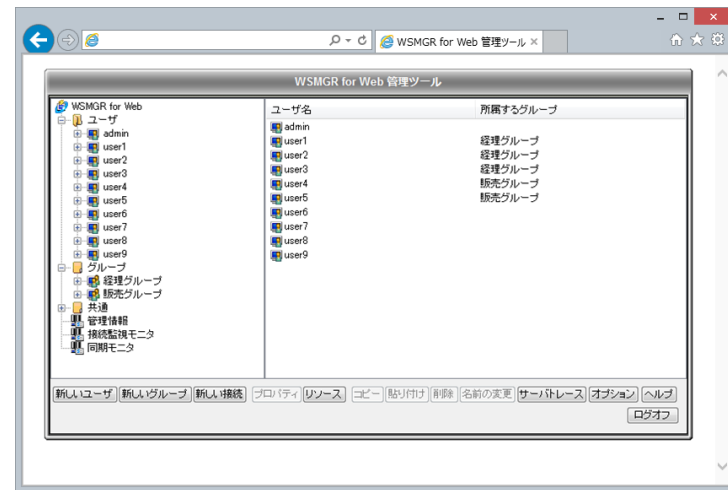 WSMGR for Web 管理ツール ×
WSMGR for Web 管理ツール
WSMGR for Web
ユーザ
admin
user1
user2
user3
user4
user5
user6
user7
user8
user9
グループ
経理グループ
販売グループ
共通
管理情報
接続監視モニタ
同期モニタ
ユーザ名 所属するグループ
admin
user1 経理グループ
user2 経理グループ
user3 経理グループ
user4 販売グループ
user5 販売グループ
user6
user7
user8
user9
新しいユーザ 新しいグループ 新しい接続 プロパティ リソース コピー 貼り付け 削除 名前の変更 サーバトレース オプション ヘルプ
ログオフ